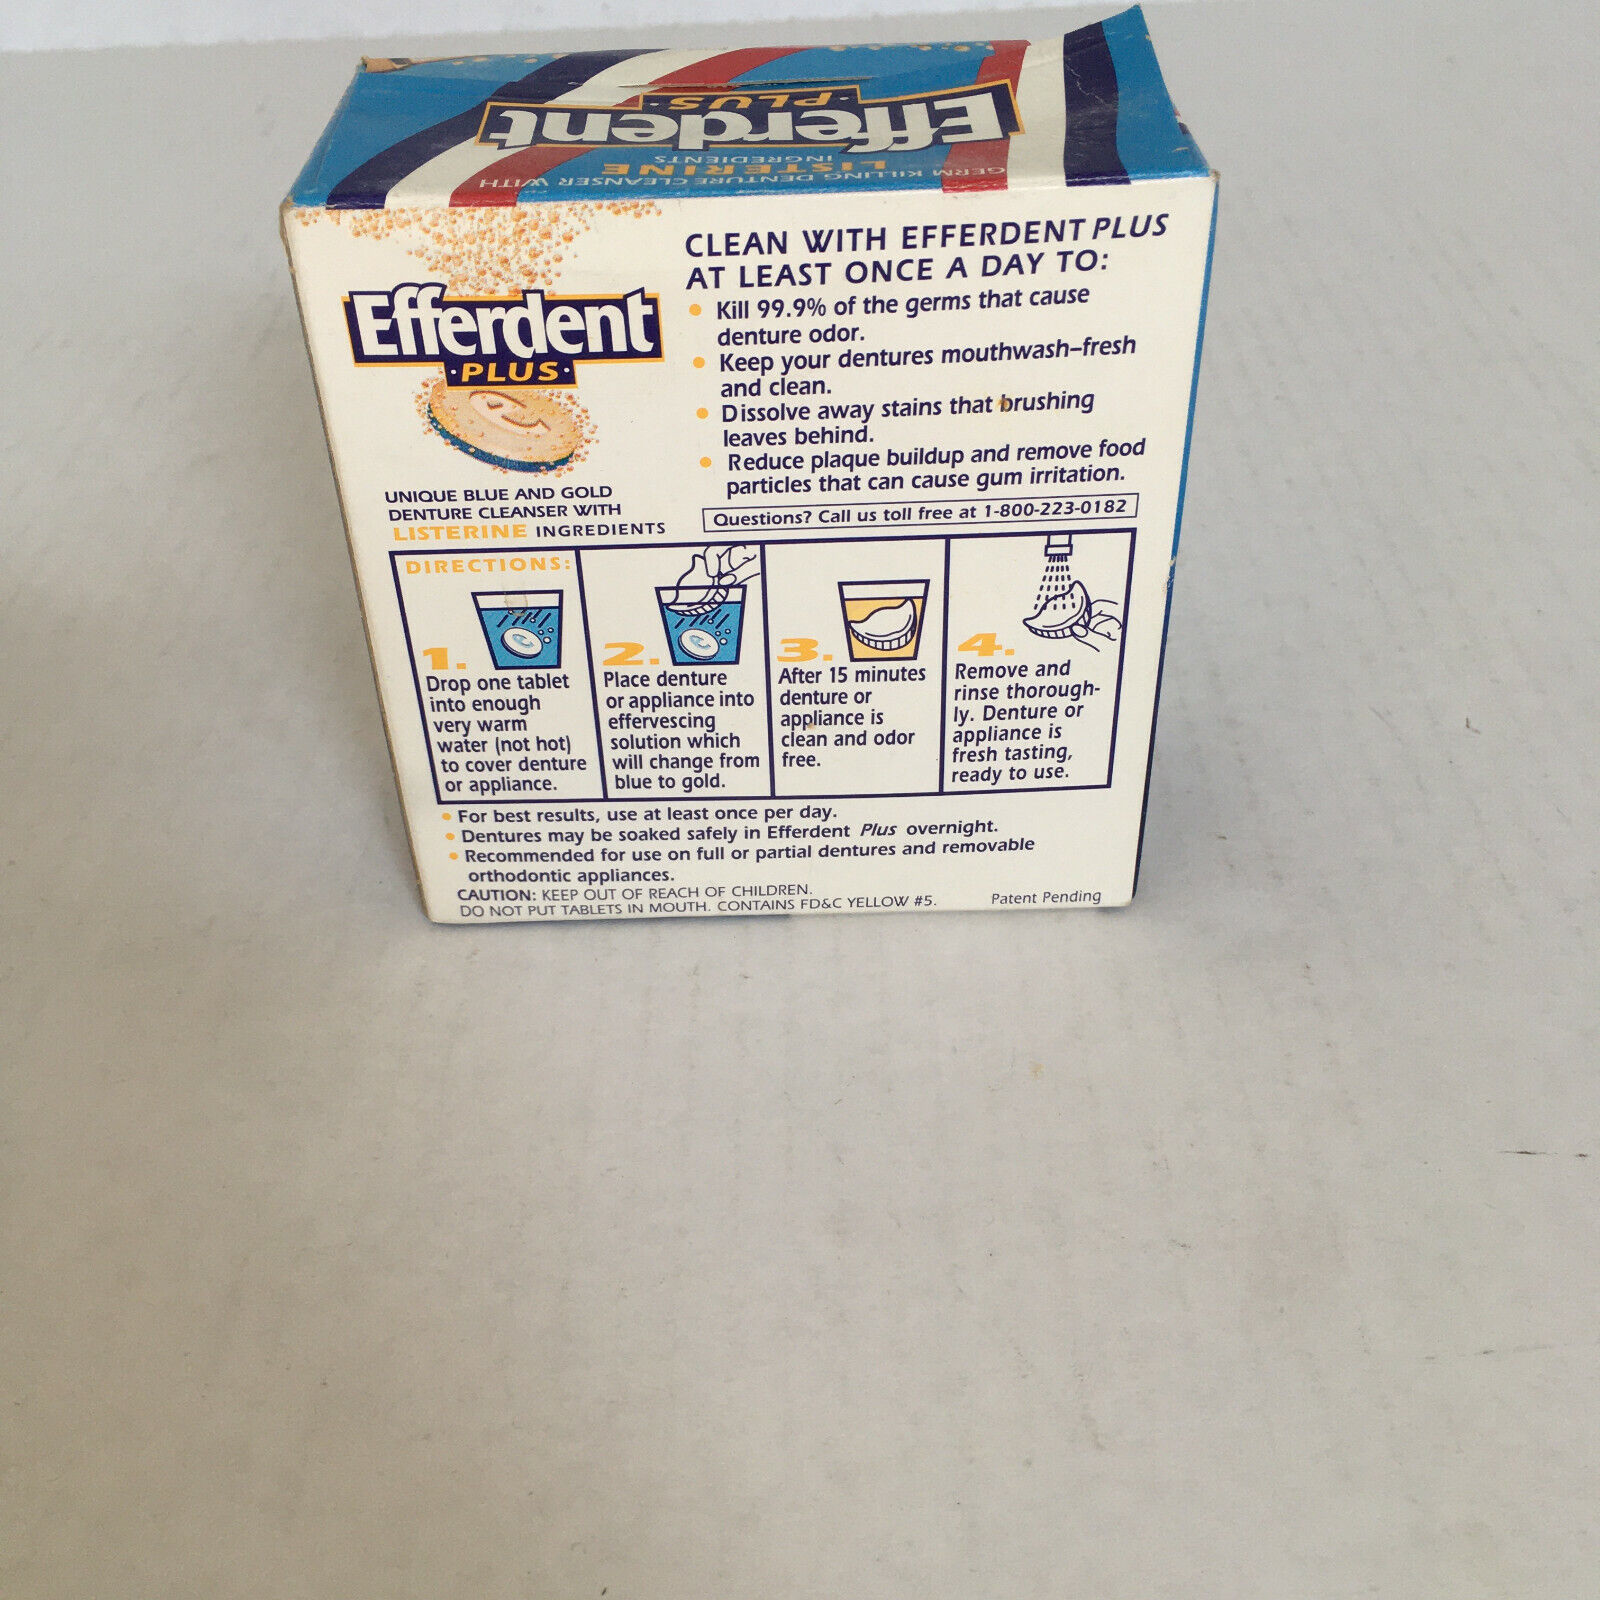 Efferdent
·PLUS·
GERM KILLING DENTURE CLEANSER WITH
LISTERINE
INGREDIENTS
Efferdent
·PLUS·
e
UNIQUE BLUE AND GOLD
DENTURE CLEANSER WITH
LISTERINE INGREDIENTS
CLEAN WITH EFFERDENT PLUS
AT LEAST ONCE A DAY TO:
• Kill 99.9% of the germs that cause
denture odor.
• Keep your dentures mouthwash–fresh
and clean.
• Dissolve away stains that brushing
leaves behind.
• Reduce plaque buildup and remove food
particles that can cause gum irritation.
Questions? Call us toll free at 1-800-223-0182
DIRECTIONS:
e
1.
Drop one tablet
into enough
very warm
water (not hot)
to cover denture
or appliance.
e
2.
Place denture
or appliance into
effervescing
solution which
will change from
blue to gold.
3.
After 15 minutes
denture or
appliance is
clean and odor
free.
4.
Remove and
rinse thorough-
ly. Denture or
appliance is
fresh tasting,
ready to use.
• For best results, use at least once per day.
• Dentures may be soaked safely in Efferdent Plus overnight.
• Recommended for use on full or partial dentures and removable
orthodontic appliances.
CAUTION: KEEP OUT OF REACH OF CHILDREN.
DO NOT PUT TABLETS IN MOUTH. CONTAINS FD&C YELLOW #5.
Patent Pending